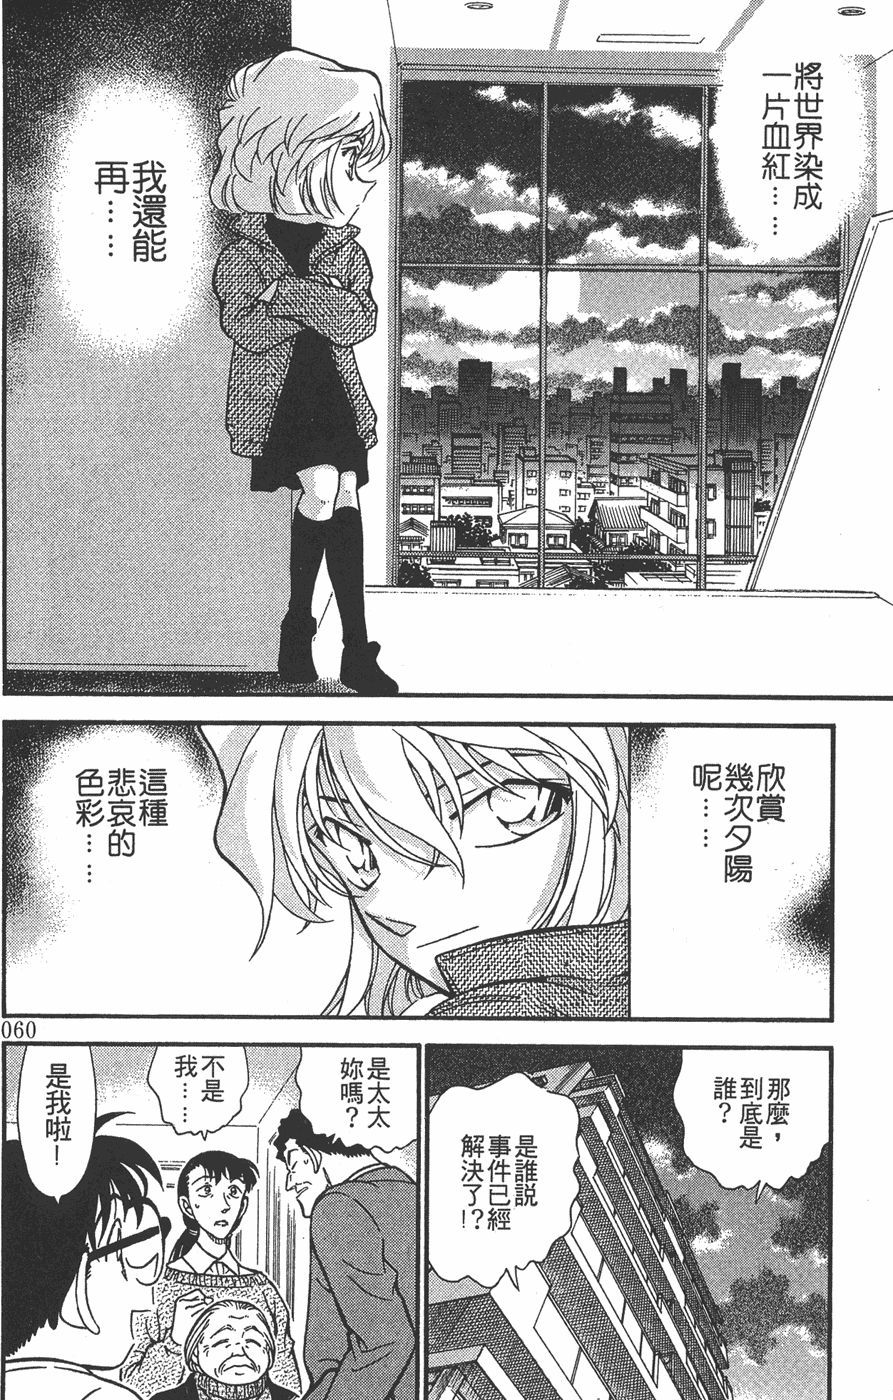 將世界染成
一片血紅……
我還能
再……
欣賞
幾次夕陽
呢……
這種
悲哀的
色彩……
060
那麼，
到底是
誰？
是誰說
事件已經
解決了!?
是太太
妳嗎？
不是
我……
是我啦！